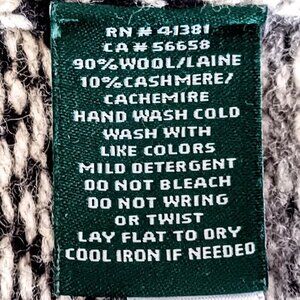 RN # 41381
CA # 56658
90% WOOL/LAINE
10% CASHMERE/
CACHEMIRE
HAND WASH COLD
WASH WITH
LIKE COLORS
MILD DETERGENT
DO NOT BLEACH
DO NOT WRING
OR TWIST
LAY FLAT TO DRY
COOL IRON IF NEEDED